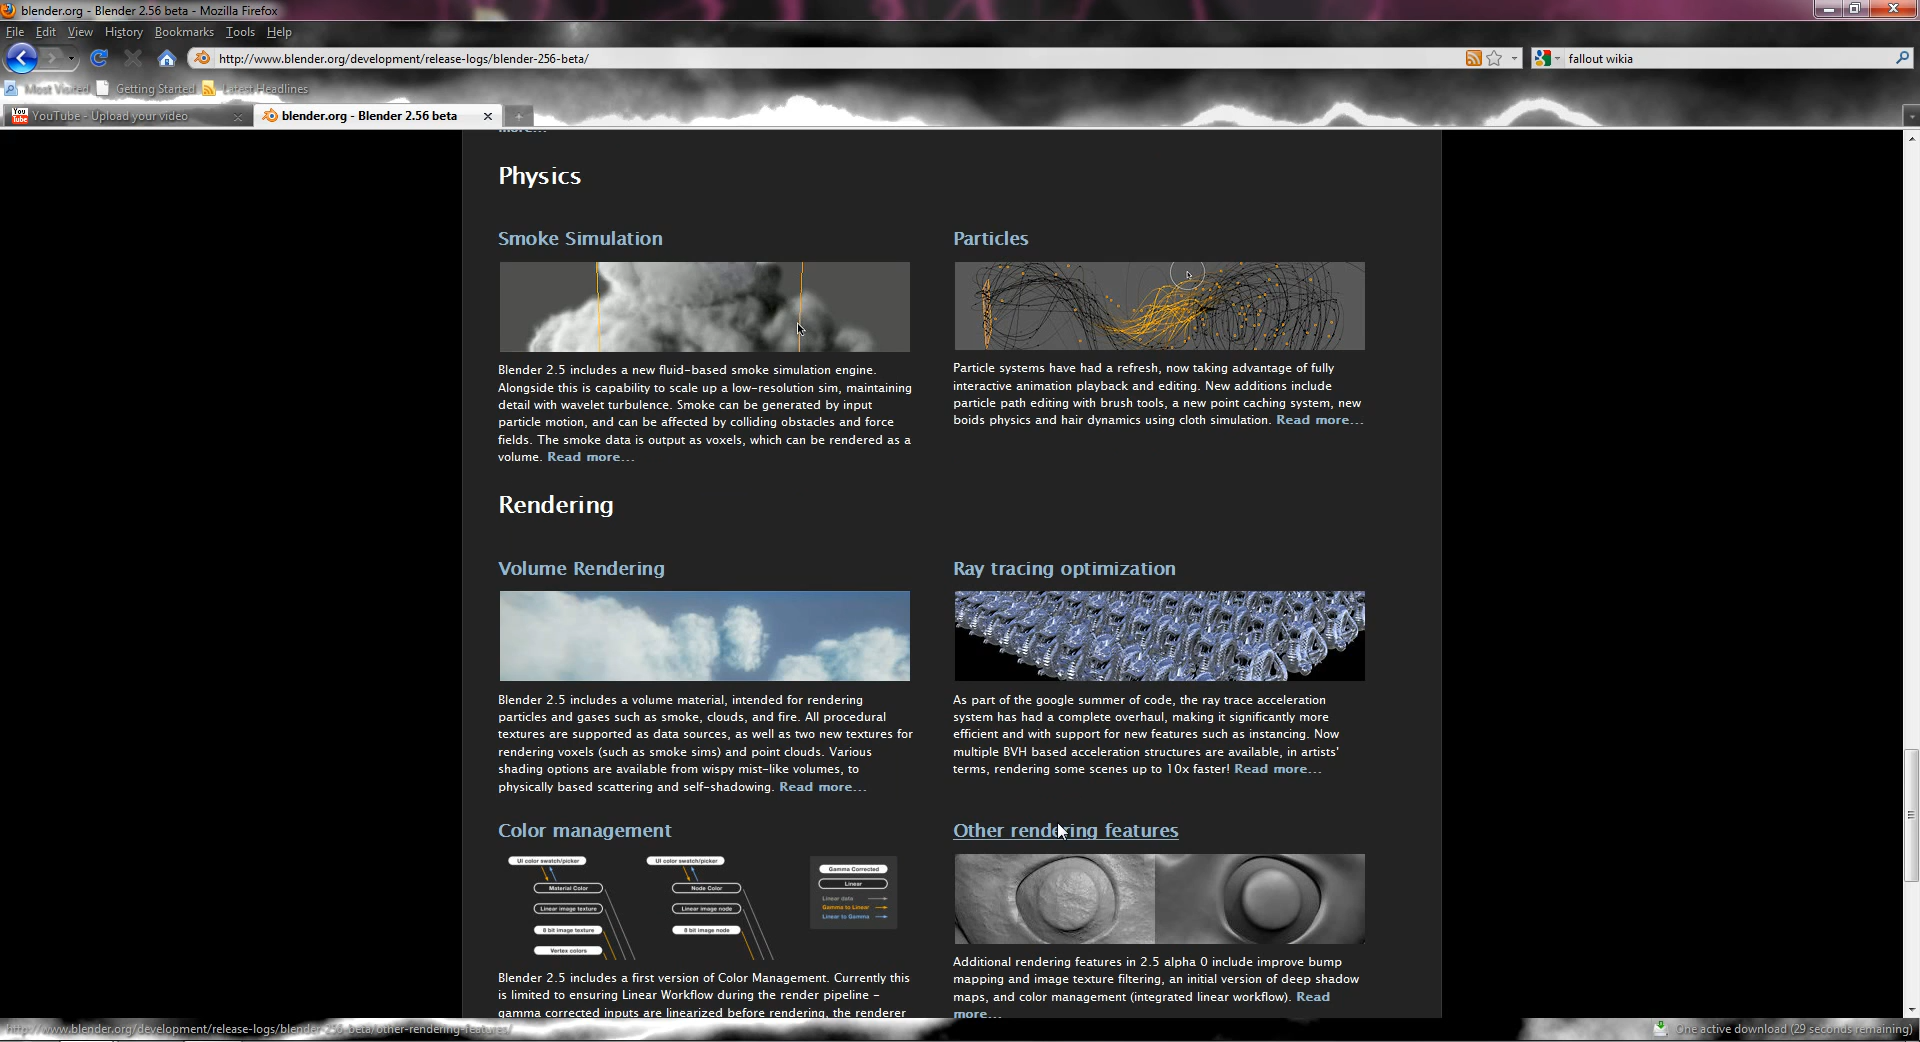 blender.org - Blender 2.56 beta - Mozilla Firefox
File Edit View History Bookmarks Tools Help
http://www.blender.org/development/release-logs/blender-256-beta/
fallout wikia
Most Visited Getting Started Latest Headlines
YouTube - Upload your video
blender.org - Blender 2.56 beta
more...
Physics
Smoke Simulation
Blender 2.5 includes a new fluid-based smoke simulation engine.
Alongside this is capability to scale up a low-resolution sim, maintaining
detail with wavelet turbulence. Smoke can be generated by input
particle motion, and can be affected by colliding obstacles and force
fields. The smoke data is output as voxels, which can be rendered as a
volume. Read more...
Particles
Particle systems have had a refresh, now taking advantage of fully
interactive animation playback and editing. New additions include
particle path editing with brush tools, a new point caching system, new
boids physics and hair dynamics using cloth simulation. Read more...
Rendering
Volume Rendering
Blender 2.5 includes a volume material, intended for rendering
particles and gases such as smoke, clouds, and fire. All procedural
textures are supported as data sources, as well as two new textures for
rendering voxels (such as smoke sims) and point clouds. Various
shading options are available from wispy mist-like volumes, to
physically based scattering and self-shadowing. Read more...
Ray tracing optimization
As part of the google summer of code, the ray trace acceleration
system has had a complete overhaul, making it significantly more
efficient and with support for new features such as instancing. Now
multiple BVH based acceleration structures are available, in artists'
terms, rendering some scenes up to 10x faster! Read more...
Color management
UI color swatch/picker
Material Color
Linear image texture
8 bit image texture
Vertex colors
UI color swatch/picker
Node Color
Linear image node
8 bit image node
Gamma Corrected
Linear
Linear data
Gamma to Linear
Linear to Gamma
Blender 2.5 includes a first version of Color Management. Currently this
is limited to ensuring Linear Workflow during the render pipeline -
gamma corrected inputs are linearized before rendering, the renderer
Other rendering features
Additional rendering features in 2.5 alpha 0 include improve bump
mapping and image texture filtering, an initial version of deep shadow
maps, and color management (integrated linear workflow). Read
more...
http://www.blender.org/development/release-logs/blender-256-beta/other-rendering-features/
One active download (29 seconds remaining)